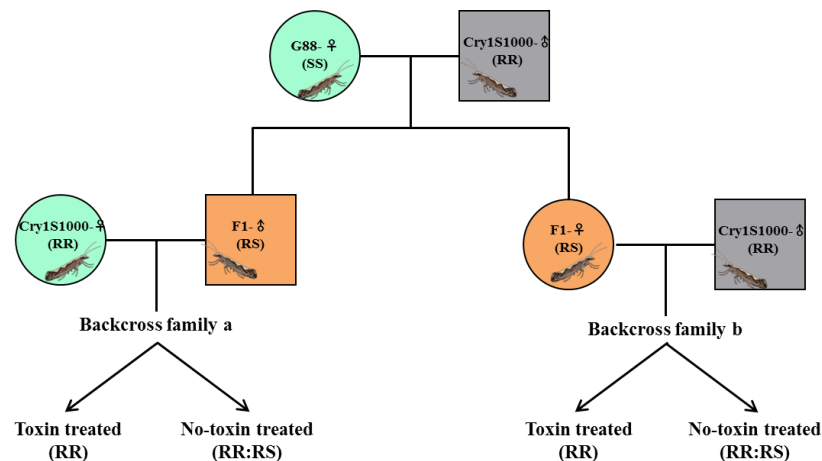 G88-♀
(SS)
Cry1S1000-♂
(RR)
Cry1S1000-♀
(RR)
F1-♂
(RS)
F1-♀
(RS)
Cry1S1000-♂
(RR)
Backcross family a
Backcross family b
Toxin treated
(RR)
No-toxin treated
(RR:RS)
Toxin treated
(RR)
No-toxin treated
(RR:RS)